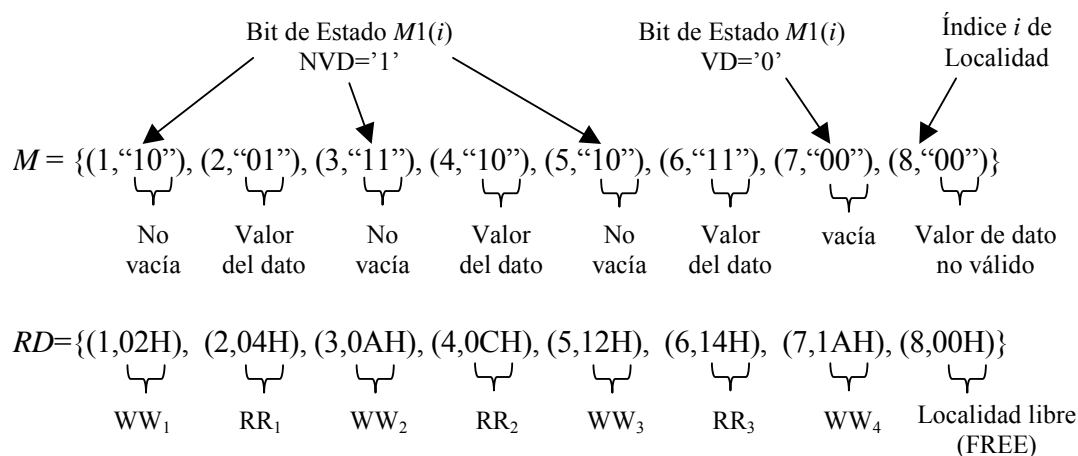 Bit de Estado M1(i)
NVD='1'
Bit de Estado M1(i)
VD='0'
Índice i de
Localidad
M = {(1,“10”), (2,“01”), (3,“11”), (4,“10”), (5,“10”), (6,“11”), (7,“00”), (8,“00”)}
No vacía
Valor del dato
No vacía
Valor del dato
No vacía
Valor del dato
vacía
Valor de dato no válido
RD={(1,02H), (2,04H), (3,0AH), (4,0CH), (5,12H), (6,14H), (7,1AH), (8,00H)}
WW₁ RR₁ WW₂ RR₂ WW₃ RR₃ WW₄ Localidad libre
(FREE)